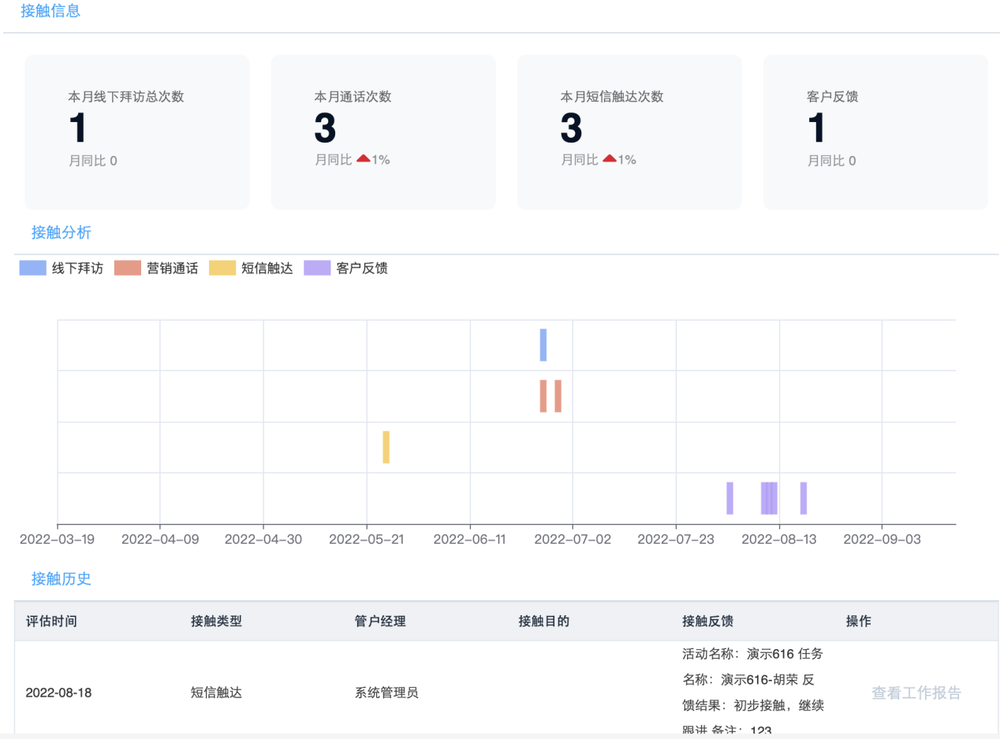 接触信息
本月线下拜访总次数
1
月同比 0
本月通话次数
3
月同比 1%
本月短信触达次数
3
月同比 1%
客户反馈
1
月同比 0
接触分析
线下拜访 营销通话 短信触达 客户反馈
2022-03-19 2022-04-09 2022-04-30 2022-05-21 2022-06-11 2022-07-02 2022-07-23 2022-08-13 2022-09-03
接触历史
评估时间 接触类型 管户经理 接触目的 接触反馈 操作
2022-08-18 短信触达 系统管理员
活动名称：演示616 任务
名称：演示616-胡荣 反
馈结果：初步接触，继续
跟进 备注：123
查看工作报告